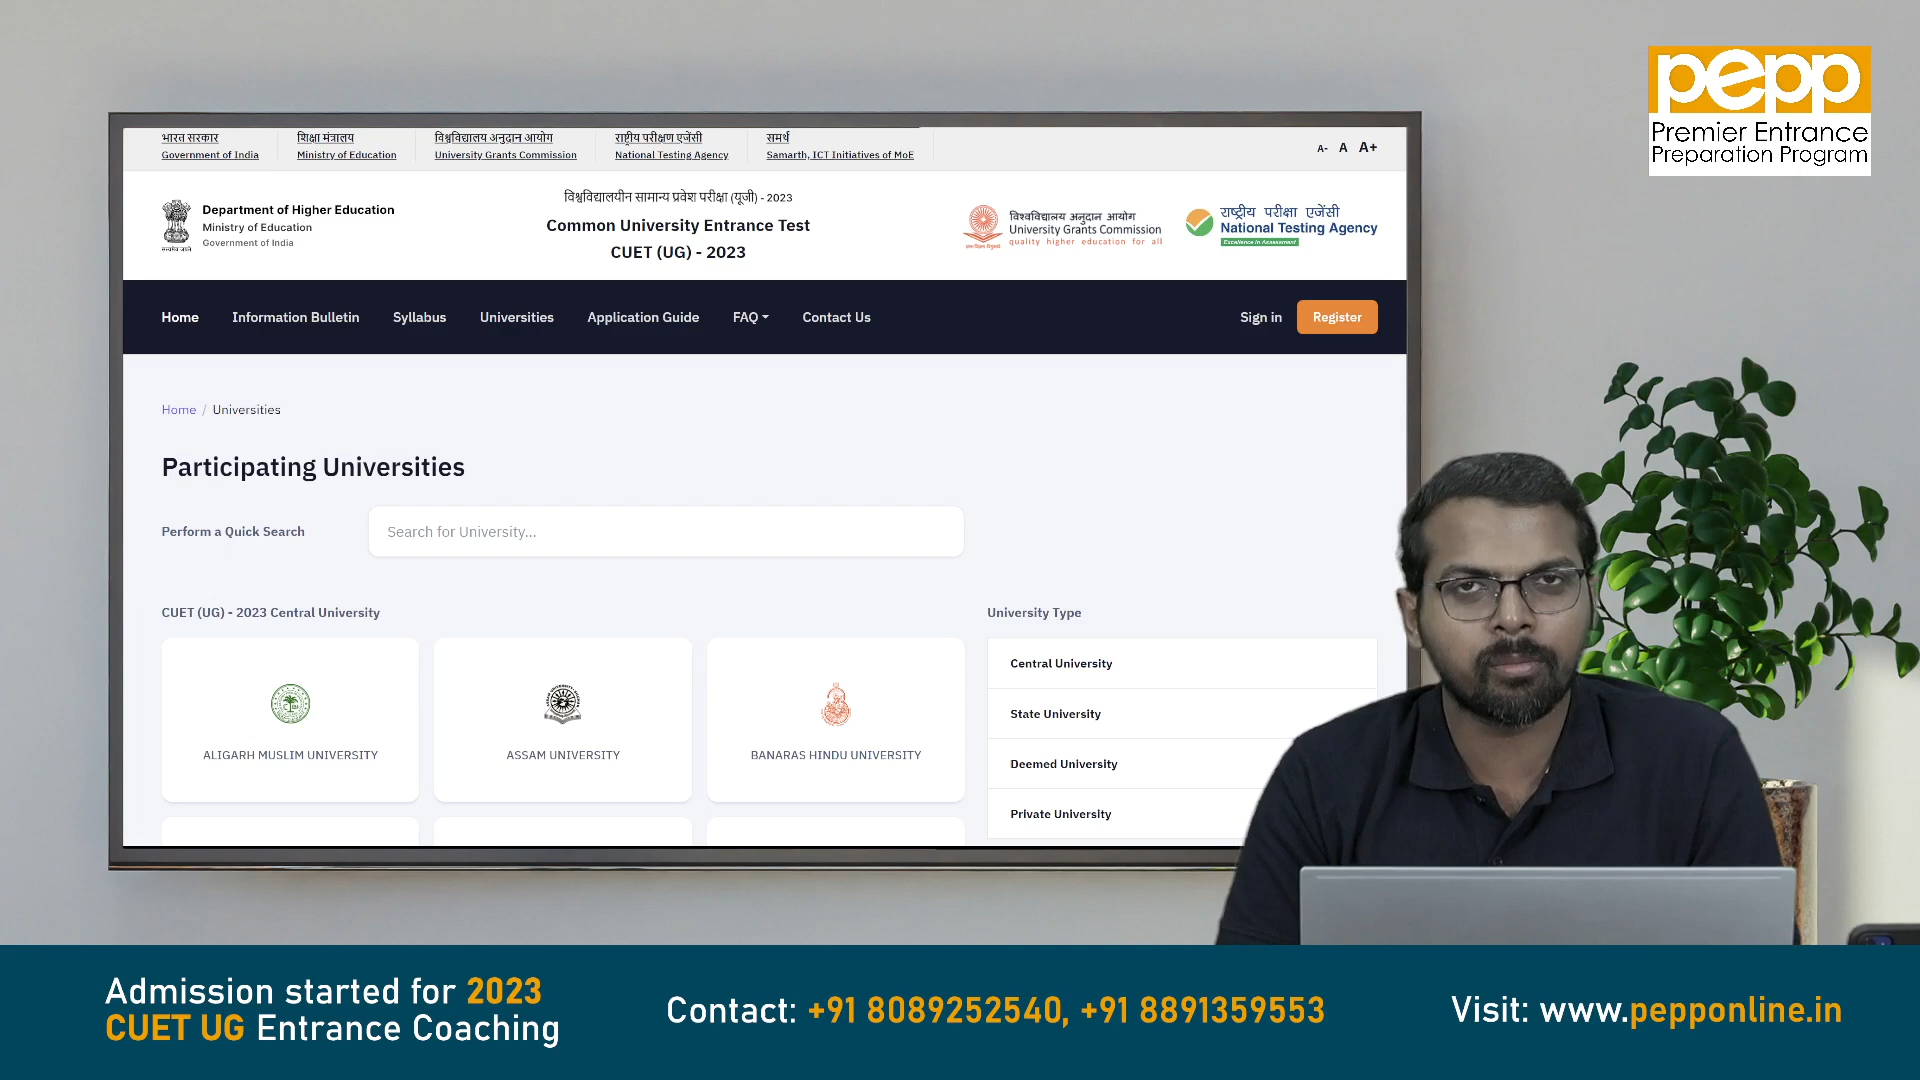 भारत सरकार
Government of India
शिक्षा मंत्रालय
Ministry of Education
विश्वविद्यालय अनुदान आयोग
University Grants Commission
राष्ट्रीय परीक्षण एजेंसी
National Testing Agency
समर्थ
Samarth, ICT Initiatives of MoE
A- A A+
pepp
Premier Entrance
Preparation Program
सत्यमेव जयते
Department of Higher Education
Ministry of Education
Government of India
विश्वविद्यालयीन सामान्य प्रवेश परीक्षा (यूजी) - 2023
Common University Entrance Test
CUET (UG) - 2023
विश्वविद्यालय अनुदान आयोग
University Grants Commission
quality higher education for all
राष्ट्रीय परीक्षा एजेंसी
National Testing Agency
Excellence in Assessment
Home Information Bulletin Syllabus Universities Application Guide FAQ Contact Us Sign in Register
Home / Universities
Participating Universities
Perform a Quick Search Search for University...
CUET (UG) - 2023 Central University
ALIGARH MUSLIM UNIVERSITY
ASSAM UNIVERSITY
BANARAS HINDU UNIVERSITY
University Type
Central University
State University
Deemed University
Private University
Admission started for 2023
CUET UG Entrance Coaching
Contact: +91 8089252540, +91 8891359553
Visit: www.pepponline.in